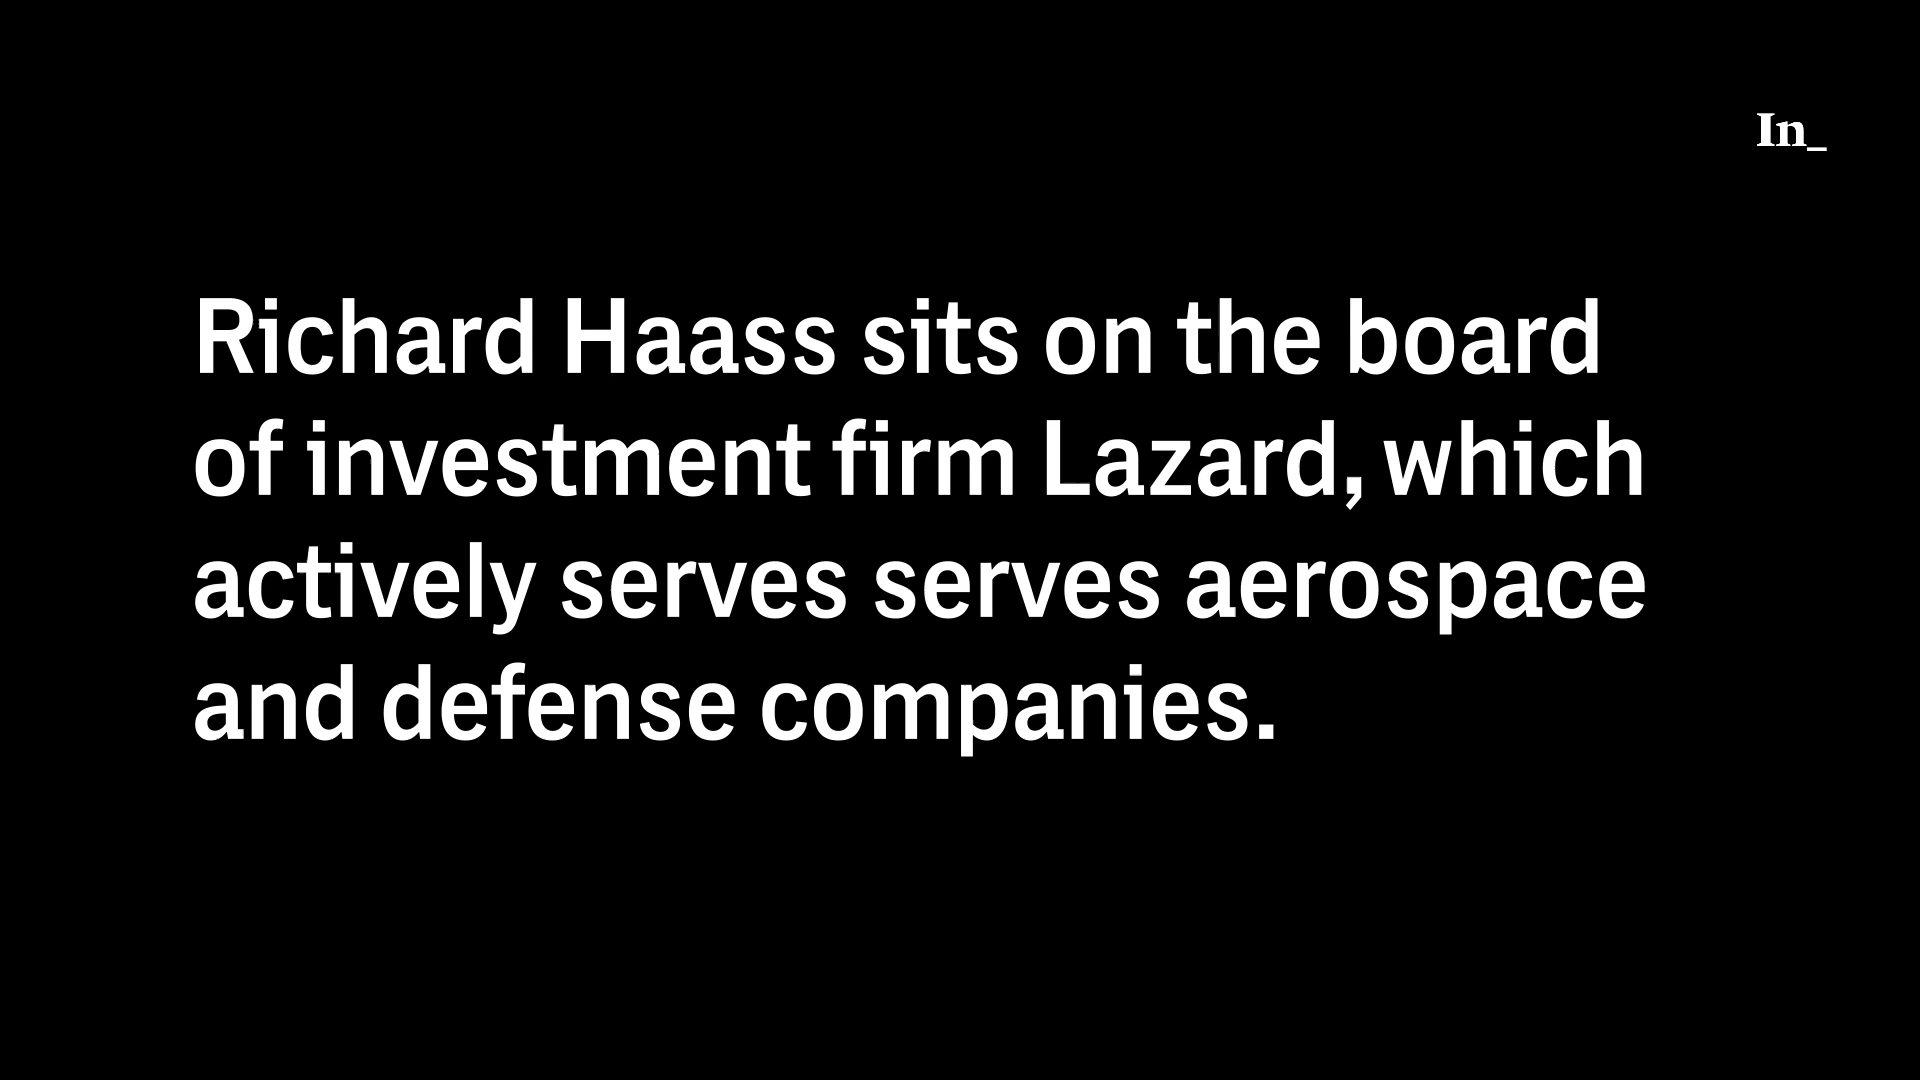 In_
Richard Haass sits on the board
of investment firm Lazard, which
actively serves serves aerospace
and defense companies.